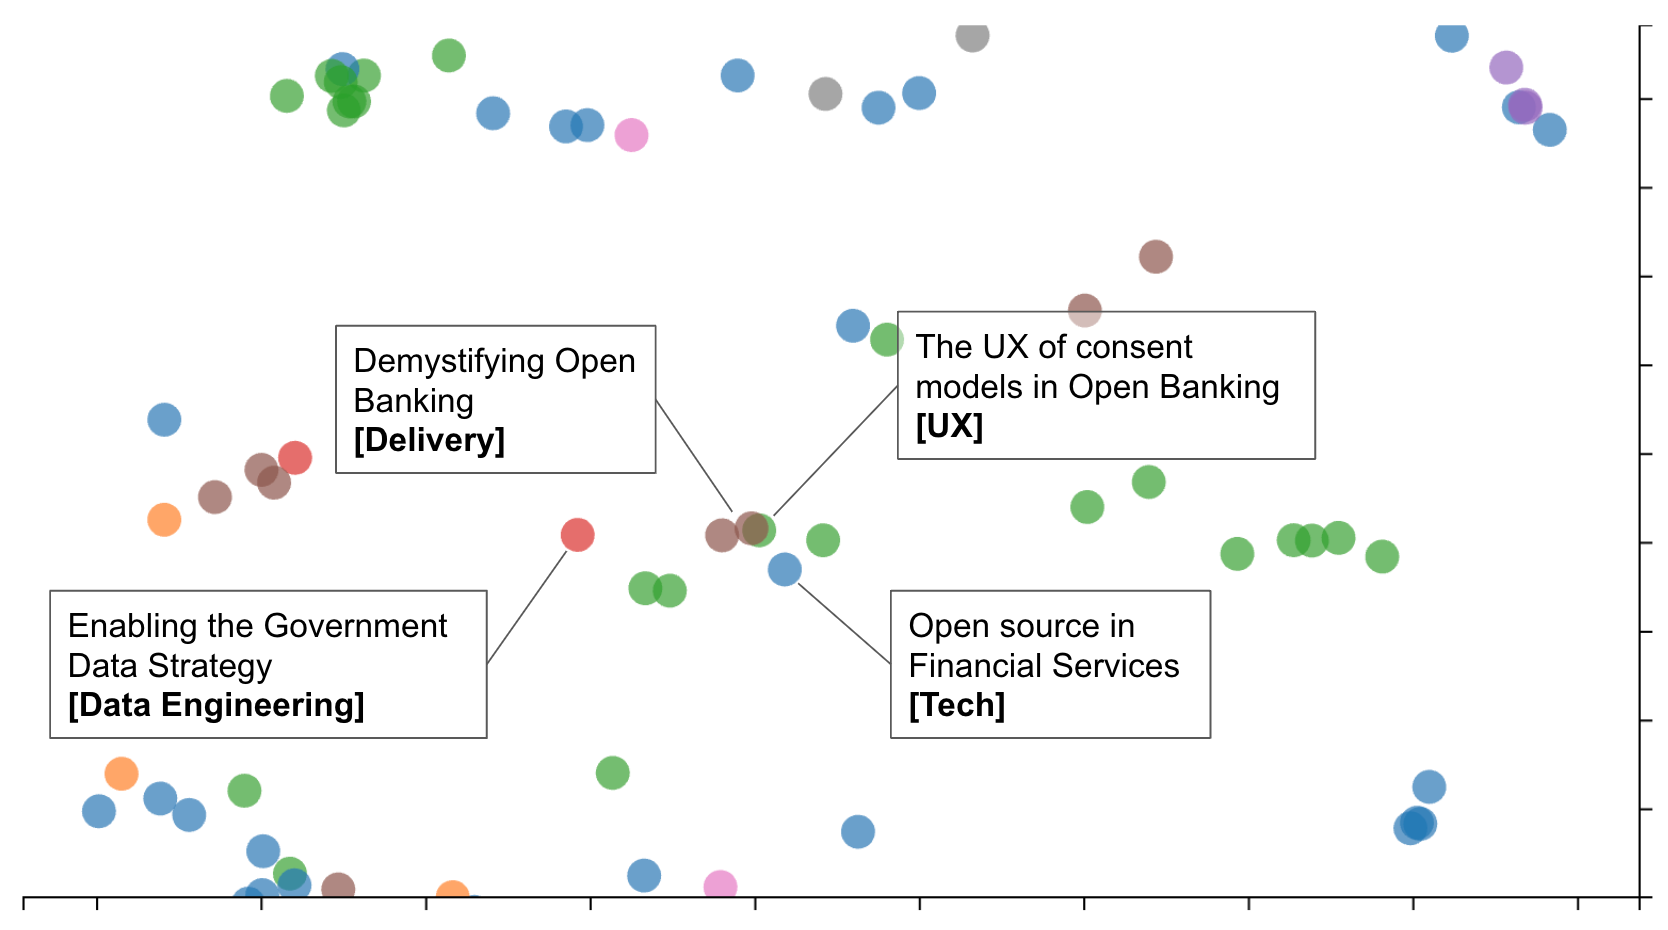 Demystifying Open
Banking
[Delivery]
The UX of consent
models in Open Banking
[UX]
Enabling the Government
Data Strategy
[Data Engineering]
Open source in
Financial Services
[Tech]